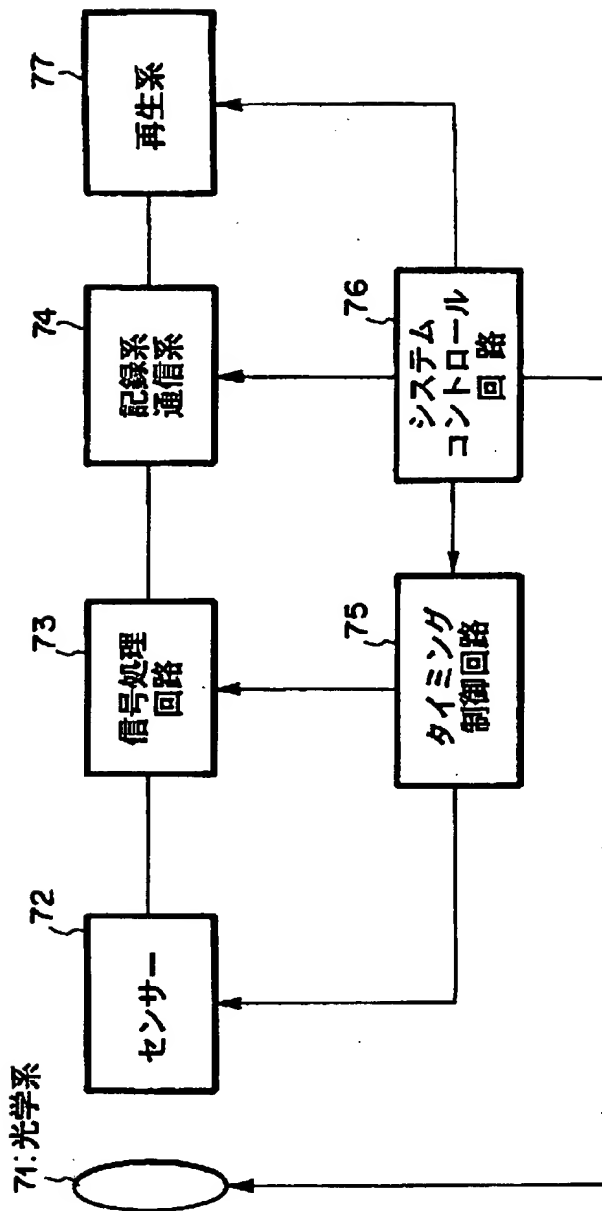 71:光学系
72
センサー
73
信号処理
回路
74
記録系
通信系
77
再生系
75
タイミング
制御回路
76
システム
コントロール
回路